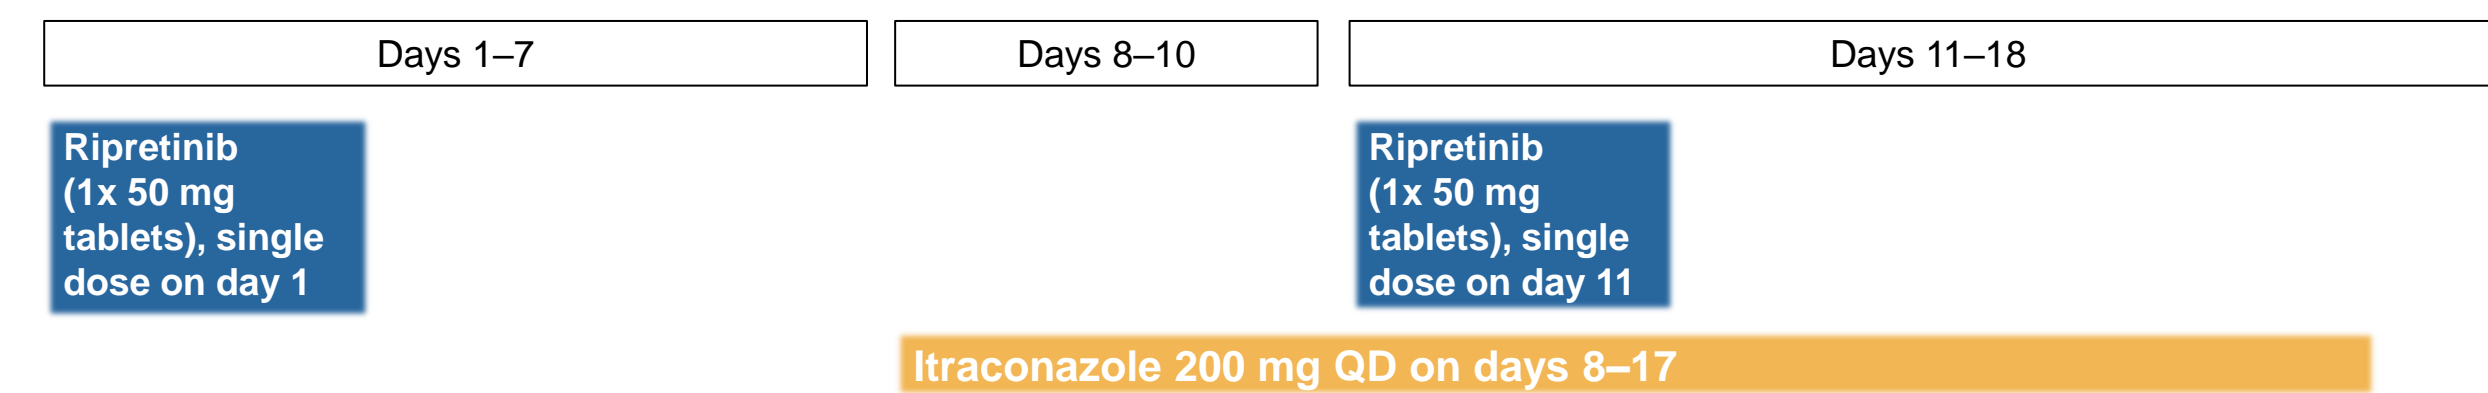 Days 1–7
Days 8–10
Days 11–18
Ripretinib
(1x 50 mg
tablets), single
dose on day 1
Ripretinib
(1x 50 mg
tablets), single
dose on day 11
Itraconazole 200 mg QD on days 8–17